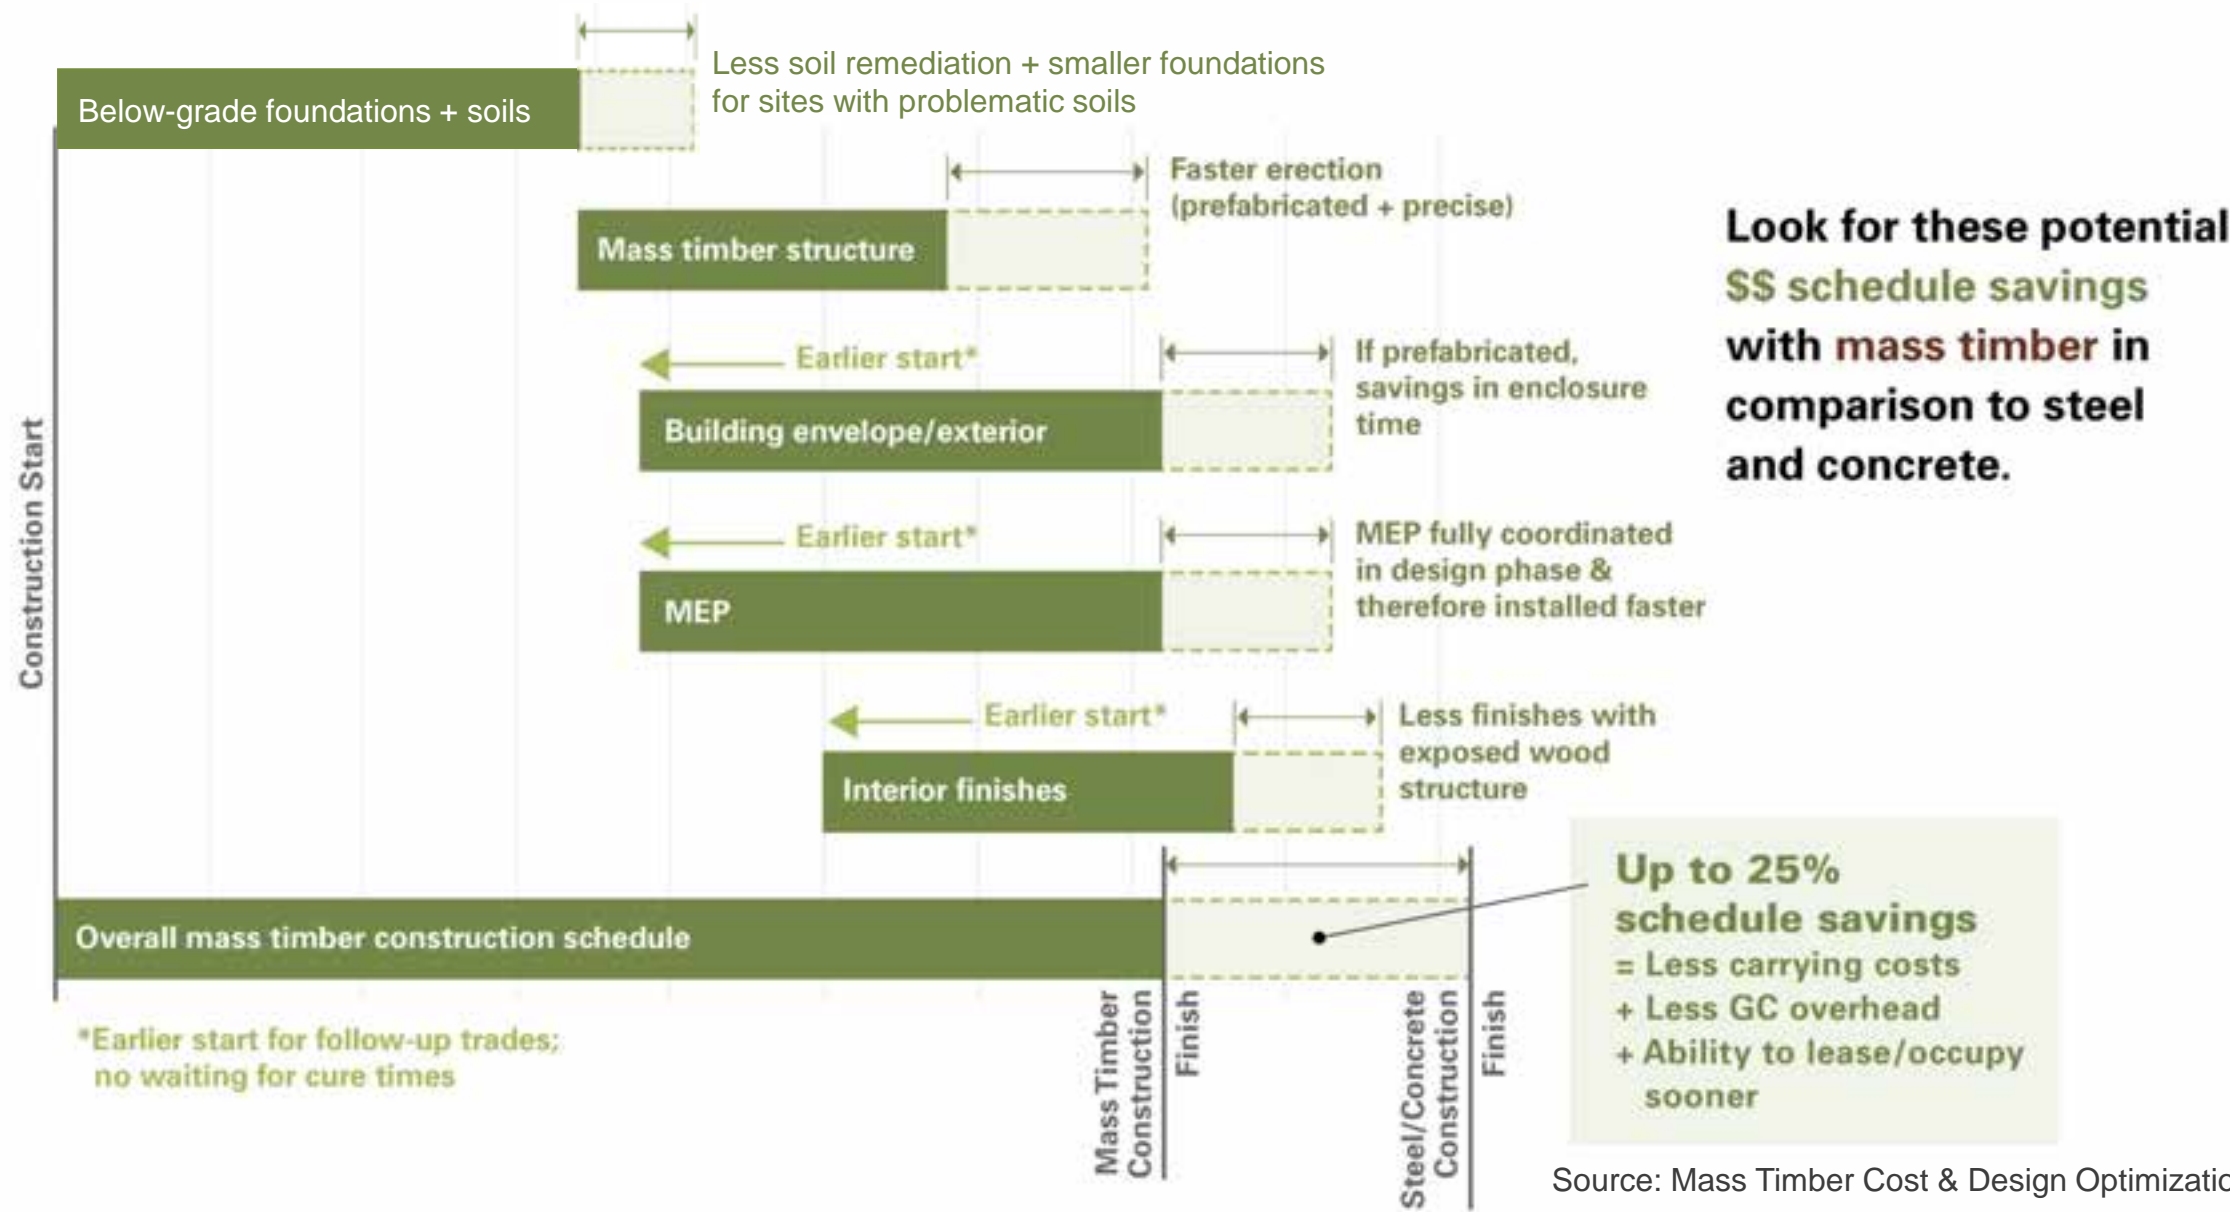 Less soil remediation + smaller foundations
for sites with problematic soils
Below-grade foundations + soils
Faster erection
(prefabricated + precise)
Mass timber structure
Look for these potential
$$ schedule savings
with mass timber in
comparison to steel
and concrete.
Earlier start*
If prefabricated,
savings in enclosure
time
Building envelope/exterior
Construction Start
Earlier start*
MEP fully coordinated
in design phase &
therefore installed faster
MEP
Earlier start*
Less finishes with
exposed wood
structure
Interior finishes
Up to 25%
schedule savings
= Less carrying costs
+ Less GC overhead
+ Ability to lease/occupy
sooner
Overall mass timber construction schedule
*Earlier start for follow-up trades;
no waiting for cure times
Mass Timber
Construction
Finish
Steel/Concrete
Construction
Finish
Source: Mass Timber Cost & Design Optimizatio